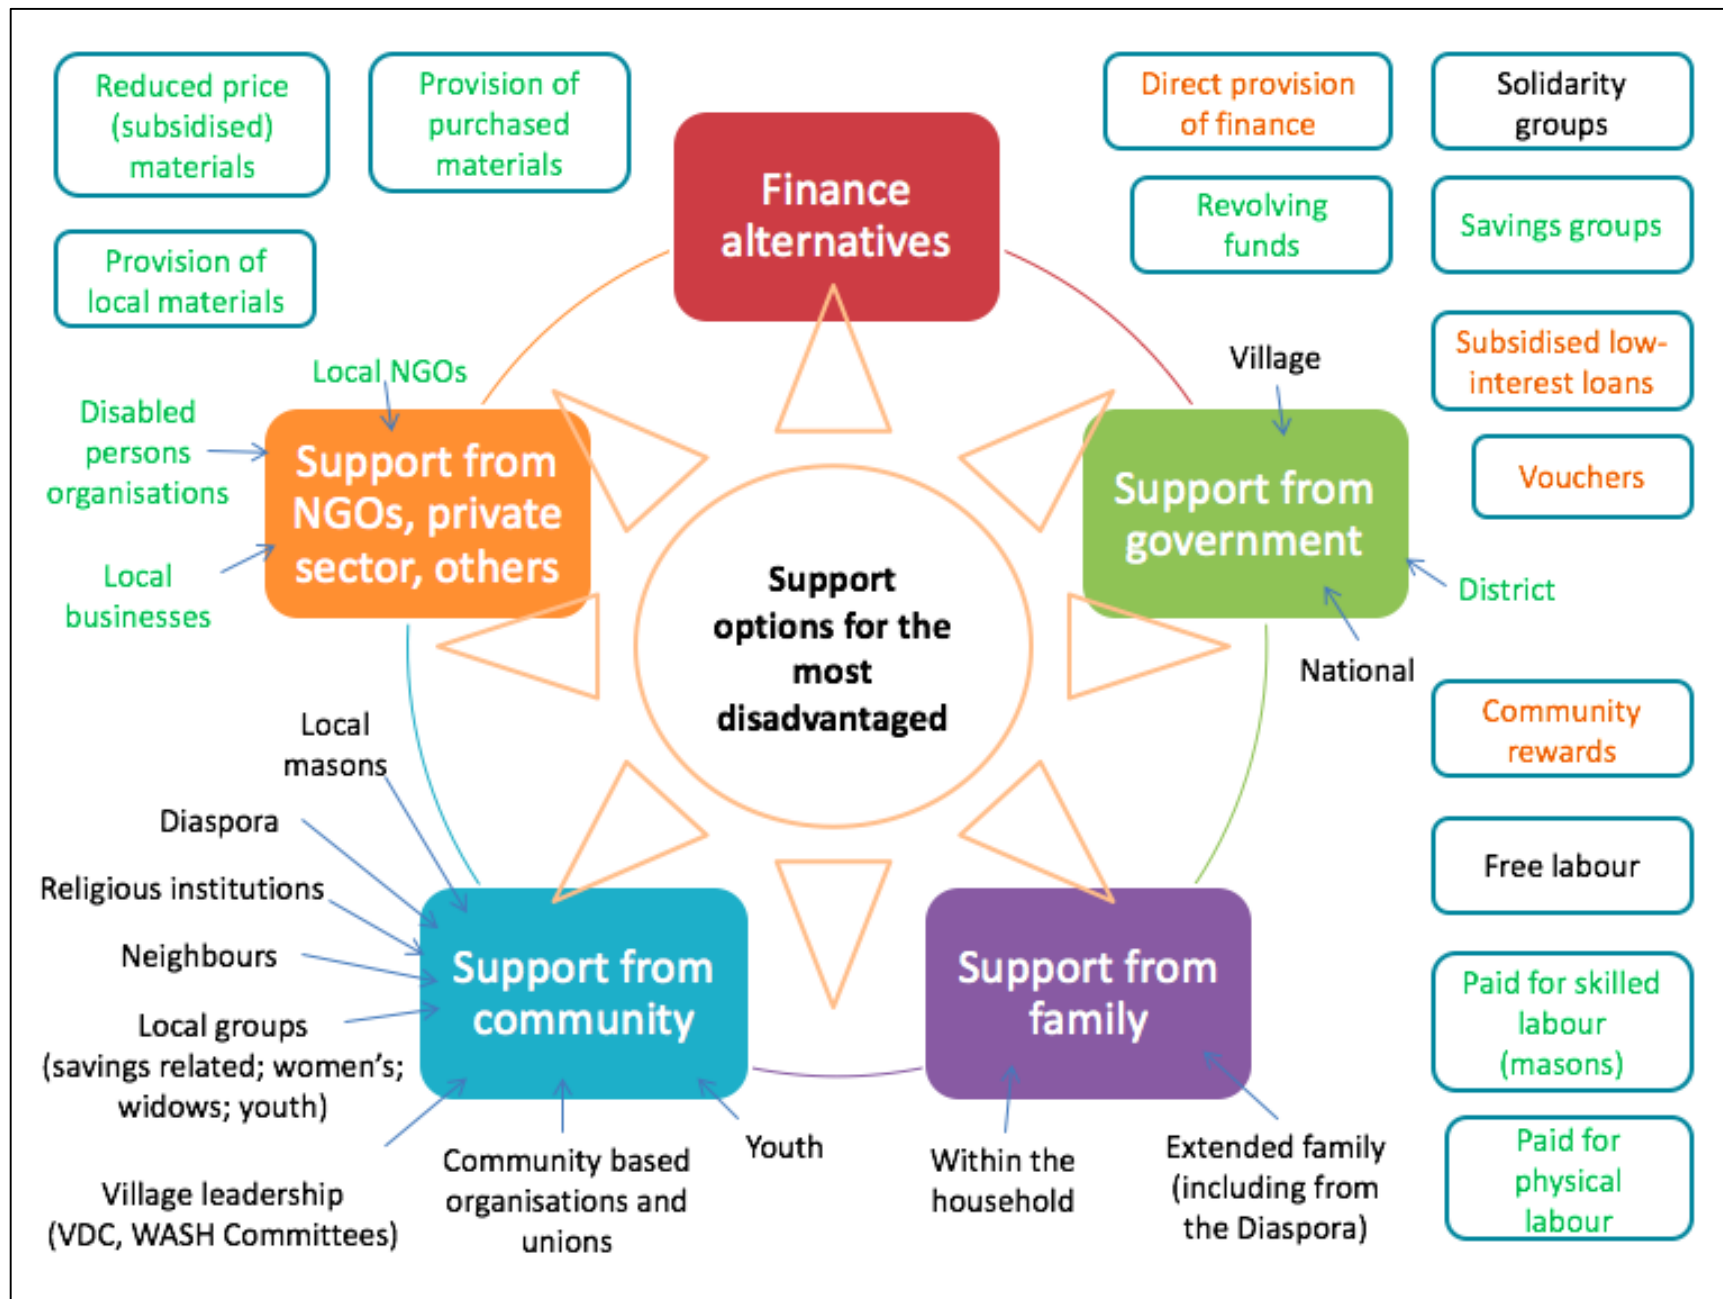 Reduced price
(subsidised)
materials
Provision of
purchased
materials
Provision of
local materials
Finance
alternatives
Direct provision
of finance
Solidarity
groups
Revolving
funds
Savings groups
Subsidised low-
interest loans
Vouchers
Local NGOs
Disabled
persons
organisations
Local
businesses
Support from
NGOs, private
sector, others
Village
Support from
government
District
National
Support
options for the
most
disadvantaged
Community
rewards
Free labour
Paid for skilled
labour
(masons)
Paid for
physical
labour
Local
masons
Diaspora
Religious institutions
Neighbours
Local groups
(savings related; women's;
widows; youth)
Village leadership
(VDC, WASH Committees)
Support from
community
Community based
organisations and
unions
Youth
Support from
family
Within the
household
Extended family
(including from
the Diaspora)